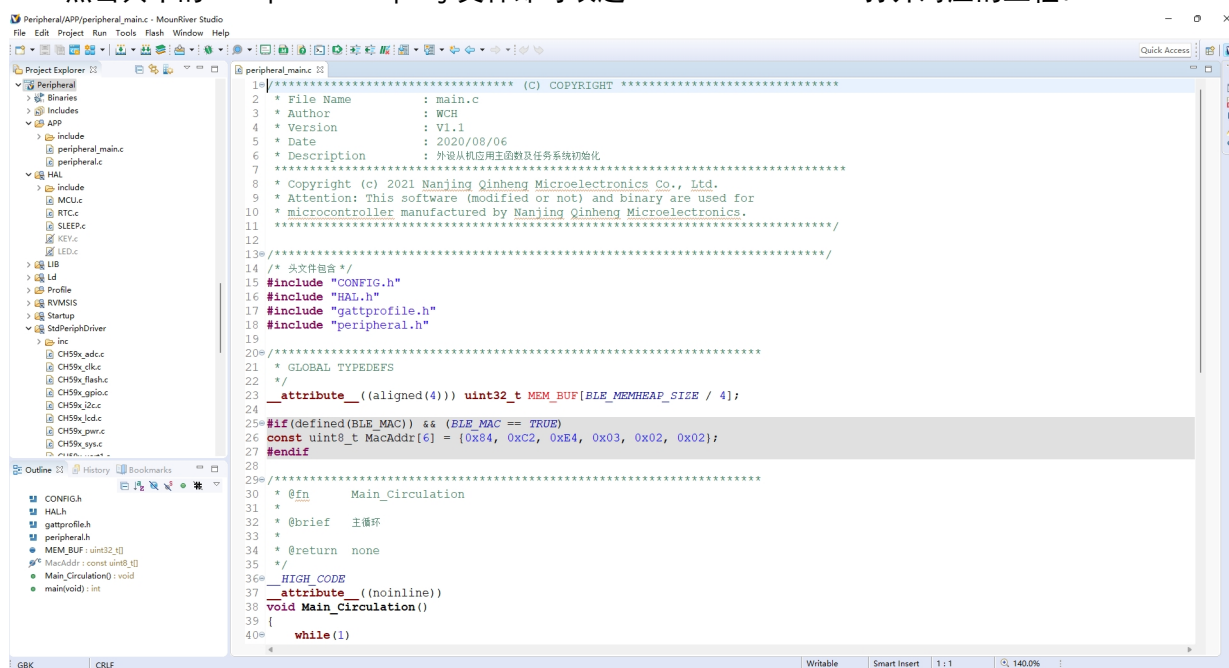 Peripheral/APP/peripheral_main.c - MounRiver Studio
File Edit Project Run Tools Flash Window Help
Quick Access
Project Explorer
Peripheral
Binaries
Includes
APP
include
peripheral_main.c
peripheral.c
HAL
include
MCU.c
RTC.c
SLEEP.c
KEY.c
LED.c
LIB
Ld
Profile
RVMSIS
Startup
StdPeriphDriver
inc
CH59x_adc.c
CH59x_clk.c
CH59x_flash.c
CH59x_gpio.c
CH59x_i2c.c
CH59x_lcd.c
CH59x_pwr.c
CH59x_sys.c
Outline History Bookmarks
CONFIG.h
HAL.h
gattprofile.h
peripheral.h
MEM_BUF : uint32_t[]
MacAddr : const uint8_t[]
Main_Circulation() : void
main(void) : int
peripheral_main.c
1 /********************************* (C) COPYRIGHT *******************************
2 * File Name : main.c
3 * Author : WCH
4 * Version : V1.1
5 * Date : 2020/08/06
6 * Description : 外设从机应用主函数及任务系统初始化
7 *********************************************************************************
8 * Copyright (c) 2021 Nanjing Qinheng Microelectronics Co., Ltd.
9 * Attention: This software (modified or not) and binary are used for
10 * microcontroller manufactured by Nanjing Qinheng Microelectronics.
11 *******************************************************************************/
12
13 /******************************************************************************/
14 /* 头文件包含 */
15 #include "CONFIG.h"
16 #include "HAL.h"
17 #include "gattprofile.h"
18 #include "peripheral.h"
19
20 /*********************************************************************
21 * GLOBAL TYPEDEFS
22 */
23 __attribute__((aligned(4))) uint32_t MEM_BUF[BLE_MEMHEAP_SIZE / 4];
24
25 #if(defined(BLE_MAC)) && (BLE_MAC == TRUE)
26 const uint8_t MacAddr[6] = {0x84, 0xC2, 0xE4, 0x03, 0x02, 0x02};
27 #endif
28
29 /*********************************************************************
30 * @fn Main_Circulation
31 *
32 * @brief 主循环
33 *
34 * @return none
35 */
36 __HIGH_CODE
37 __attribute__((noinline))
38 void Main_Circulation()
39 {
40 while(1)
GBK CRLF Writable Smart Insert 1 : 1 140.0%